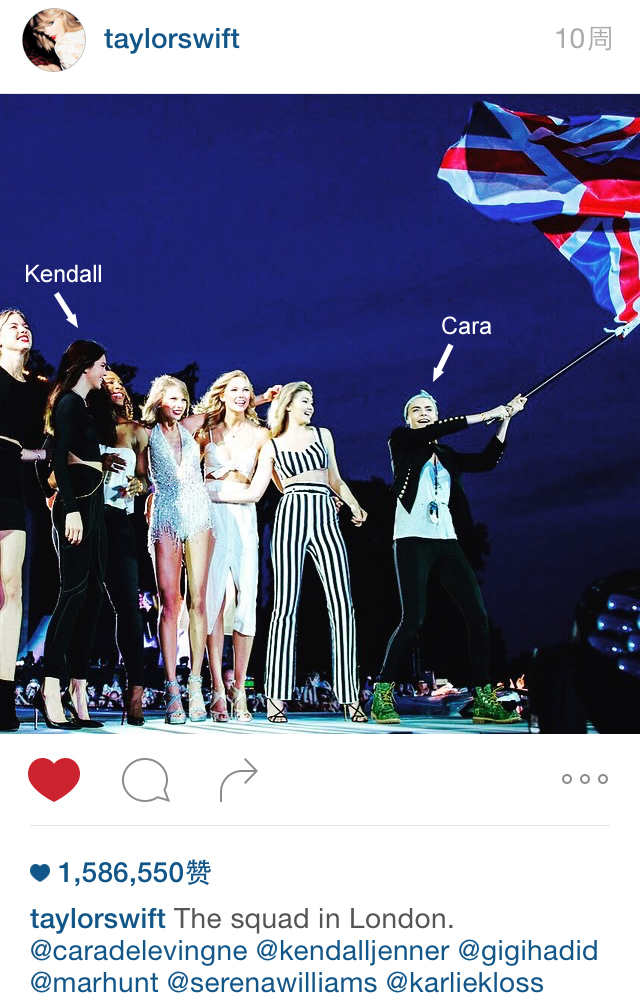 taylorswift 10周
Kendall
Cara
1,586,550赞
taylorswift The squad in London.
@caradelevingne @kendalljenner @gigihadid
@marhunt @serenawilliams @karliekloss